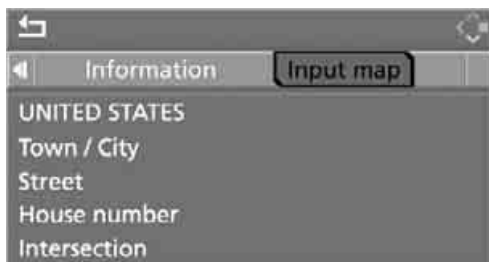 Information Input map
UNITED STATES
Town / City
Street
House number
Intersection